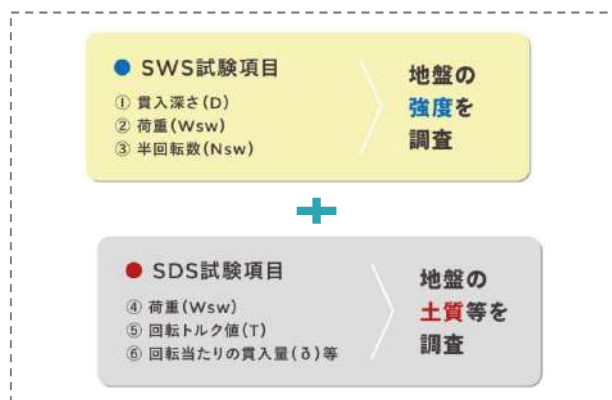 ● SWS試験項目
① 貫入深さ(D)
② 荷重(Wsw)
③ 半回転数(Nsw)
地盤の
強度を
調査
+
● SDS試験項目
④ 荷重(Wsw)
⑤ 回転トルク値(T)
⑥ 回転当たりの貫入量(δ)等
地盤の
土質等を
調査